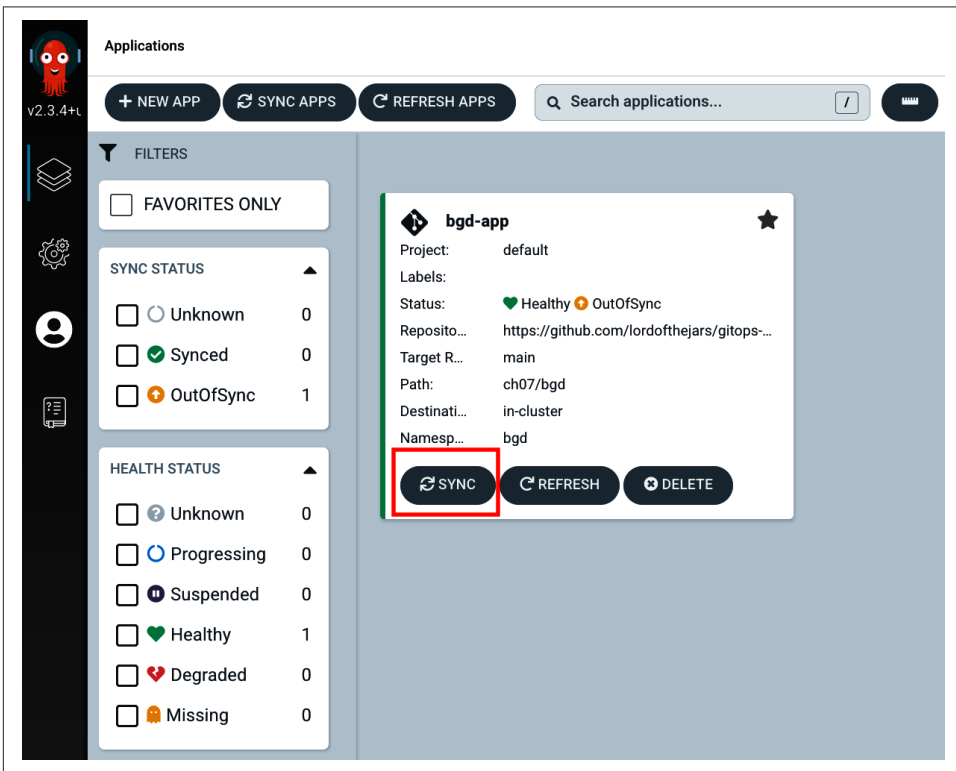 Applications
v2.3.4+u
+ NEW APP SYNC APPS REFRESH APPS Search applications... /
FILTERS
FAVORITES ONLY
SYNC STATUS
Unknown 0
Synced 0
OutOfSync 1
HEALTH STATUS
Unknown 0
Progressing 0
Suspended 0
Healthy 1
Degraded 0
Missing 0
bgd-app
Project: default
Labels:
Status: Healthy OutOfSync
Reposito... https://github.com/lordofthejars/gitops-...
Target R... main
Path: ch07/bgd
Destinati... in-cluster
Namesp... bgd
SYNC REFRESH DELETE